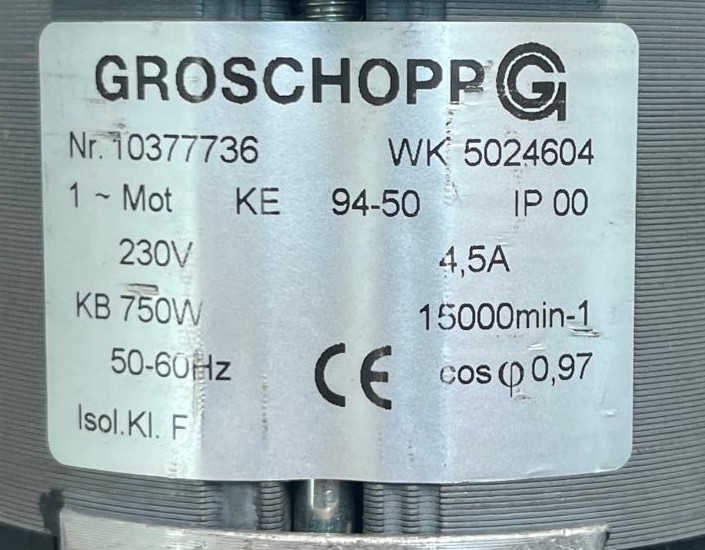 GROSCHOPP G
Nr. 10377736 WK 5024604
1 ~ Mot KE 94-50 IP 00
230V 4,5A
KB 750W 15000min-1
50-60Hz CE cos φ 0,97
Isol.Kl. F